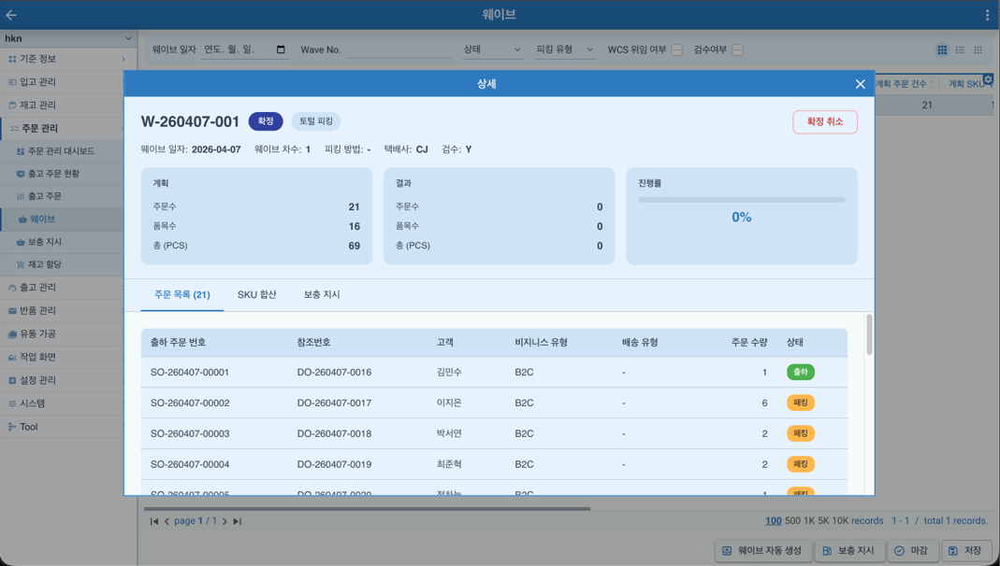 웨이브
hkn
기준 정보
입고 관리
재고 관리
주문 관리
주문 관리 대시보드
출고 주문 현황
출고 주문
웨이브
보충 지시
재고 할당
출고 관리
반품 관리
유통 가공
작업 화면
설정 관리
시스템
Tool
웨이브 일자 연도. 월. 일. Wave No. 상태 피킹 유형 WCS 위임 여부 검수여부
계획 주문 건수 계획 SKU
21
상세
W-260407-001 확정 토털 피킹 확정 취소
웨이브 일자: 2026-04-07 웨이브 차수: 1 피킹 방법: - 택배사: CJ 검수: Y
계획
주문수 21
품목수 16
총 (PCS) 69
결과
주문수 0
품목수 0
총 (PCS) 0
진행률
0%
주문 목록 (21) SKU 합산 보충 지시
출하 주문 번호 참조번호 고객 비지니스 유형 배송 유형 주문 수량 상태
SO-260407-00001 DO-260407-0016 김민수 B2C - 1 출하
SO-260407-00002 DO-260407-0017 이지은 B2C - 6 패킹
SO-260407-00003 DO-260407-0018 박서연 B2C - 2 패킹
SO-260407-00004 DO-260407-0019 최준혁 B2C - 2 패킹
SO-260407-00005 DO-260407-0020 B2C 1 패킹
page 1 / 1 100 500 1K 5K 10K records 1 - 1 / total 1 records.
웨이브 자동 생성 보충 지시 마감 저장